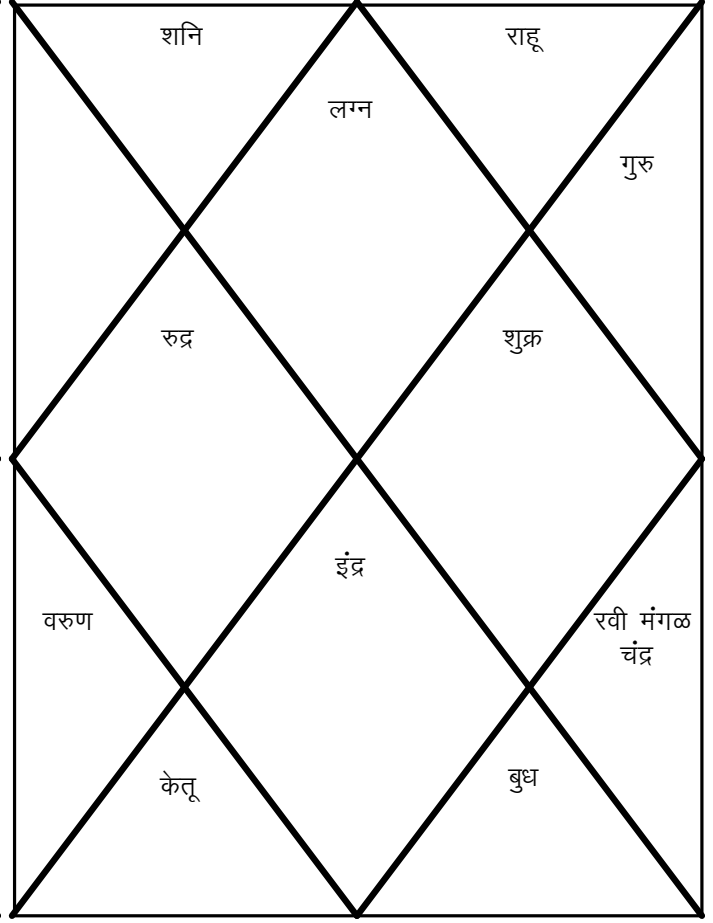 शनि
राहू
लग्न
गुरु
रुद्र
शुक्र
इंद्र
वरुण
रवी मंगळ
चंद्र
केतू
बुध